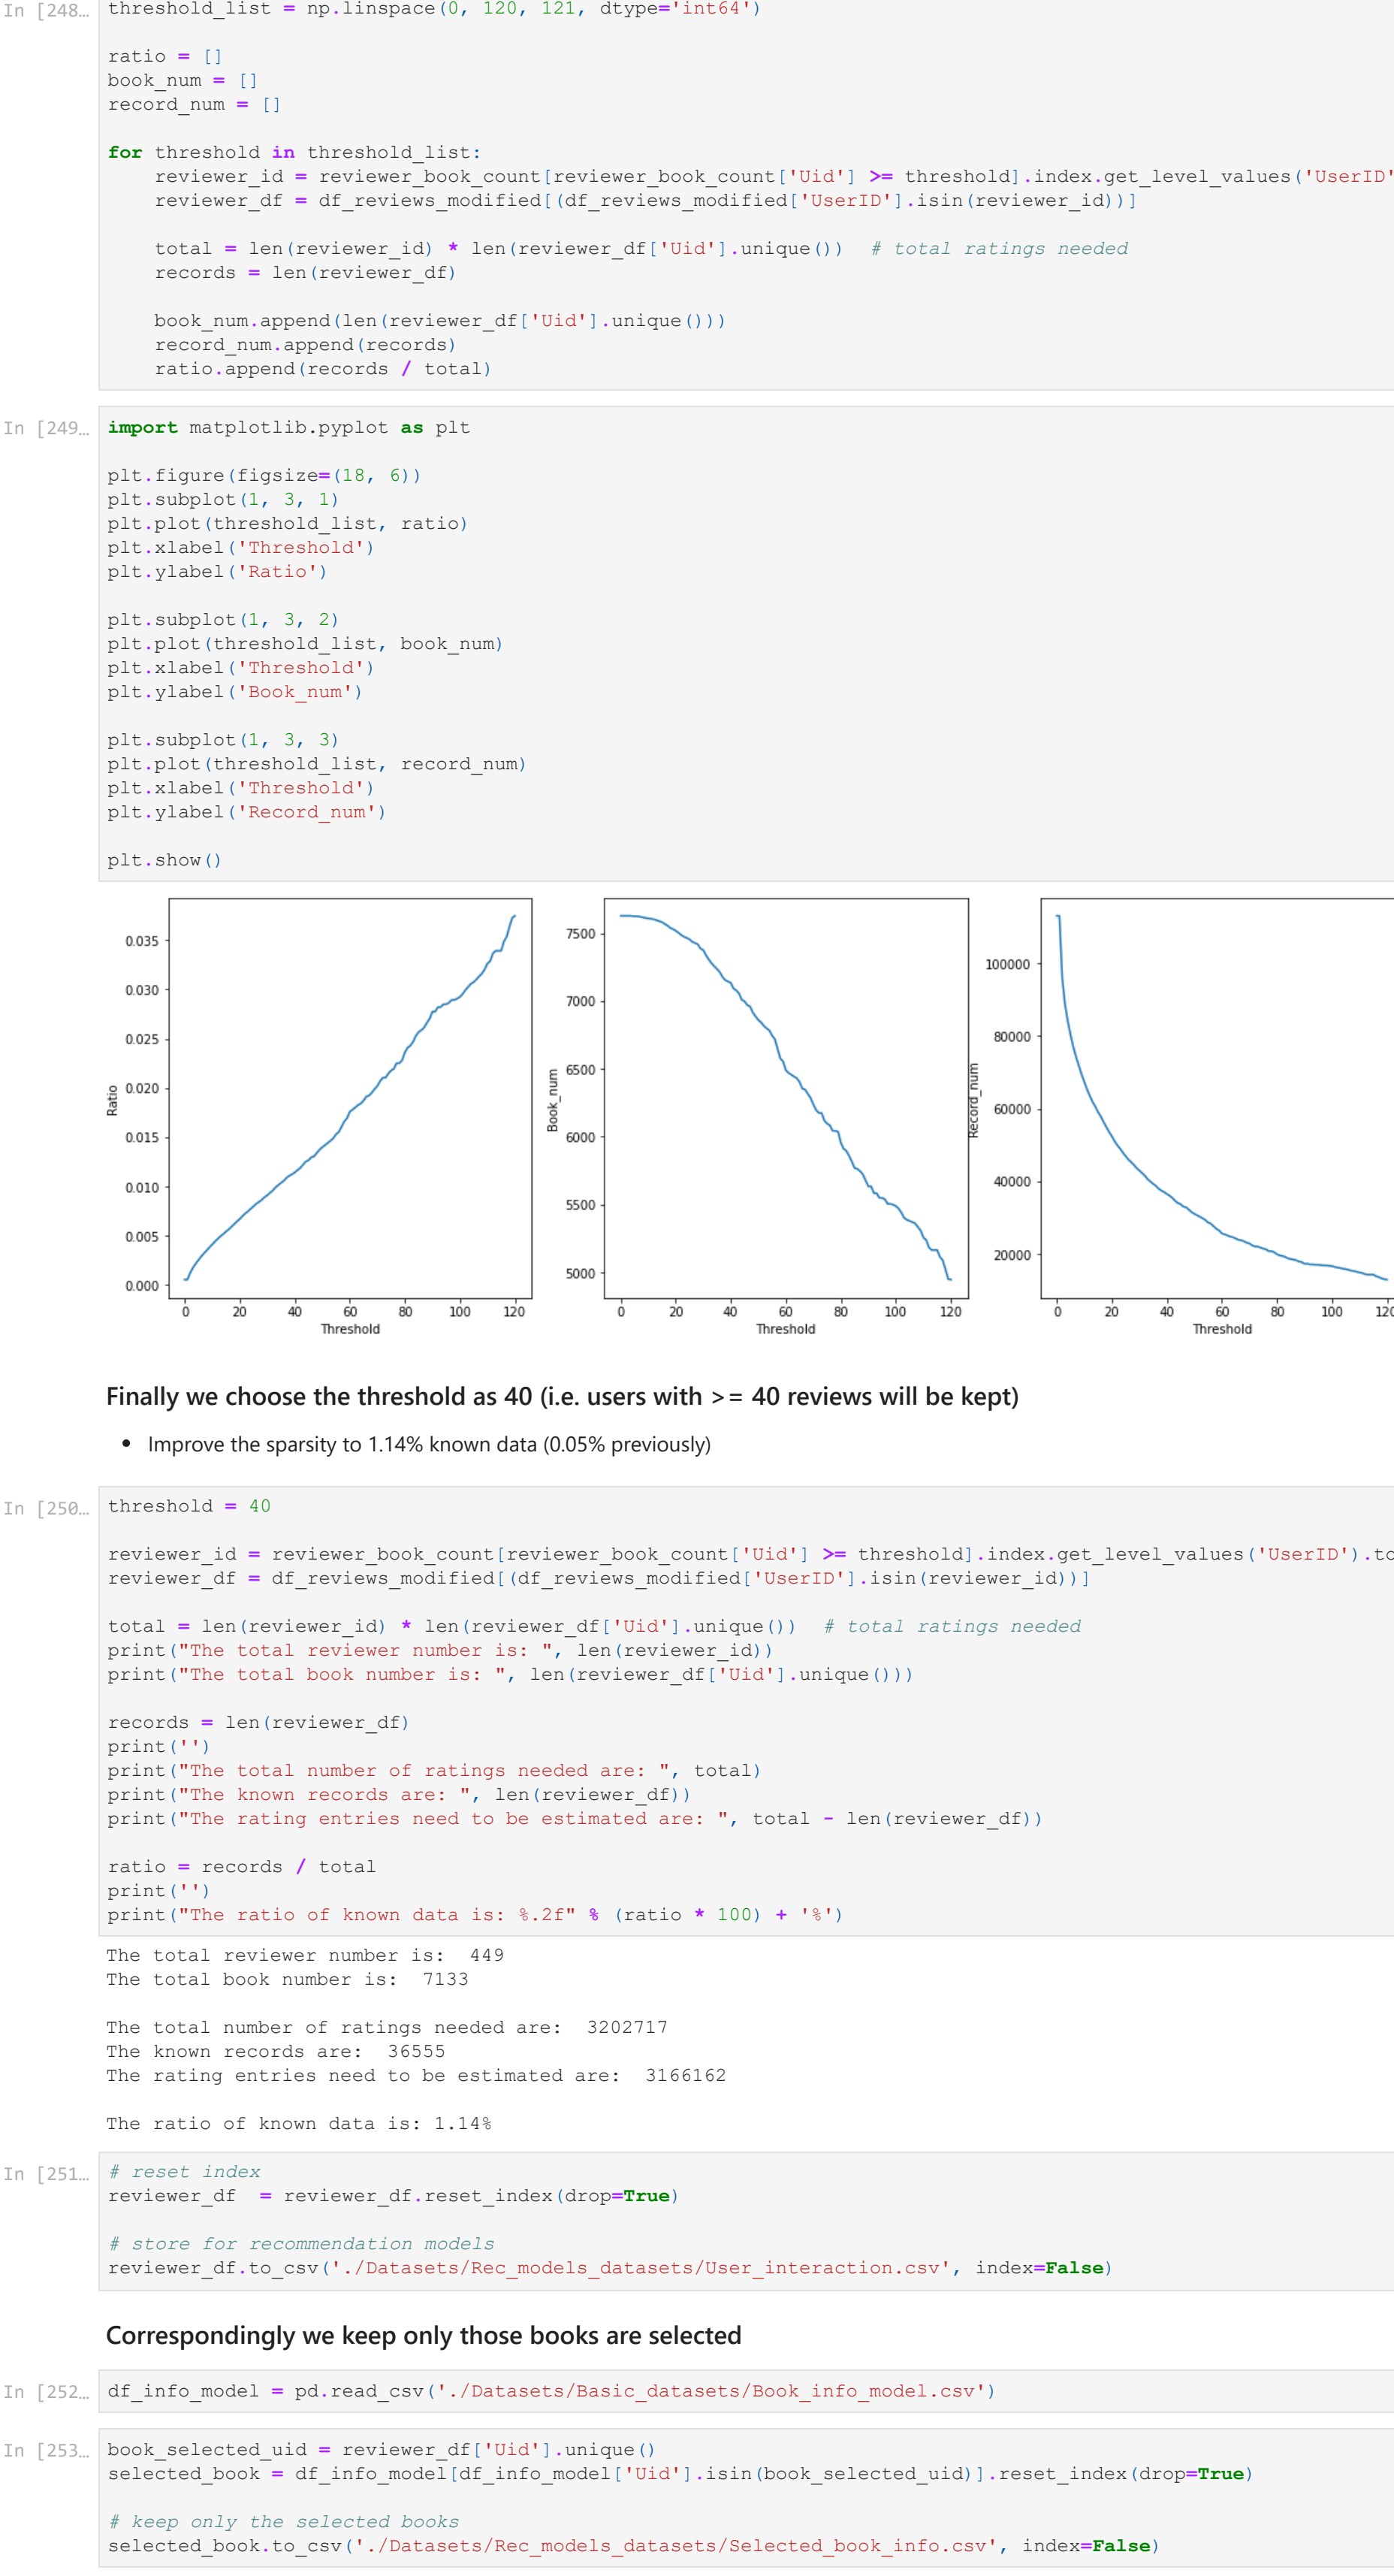 In [248… threshold_list = np.linspace(0, 120, 121, dtype='int64')
ratio = []
book_num = []
record_num = []
for threshold in threshold_list:
    reviewer_id = reviewer_book_count[reviewer_book_count['Uid'] >= threshold].index.get_level_values('UserID'
    reviewer_df = df_reviews_modified[(df_reviews_modified['UserID'].isin(reviewer_id))]
    total = len(reviewer_id) * len(reviewer_df['Uid'].unique())  # total ratings needed
    records = len(reviewer_df)
    book_num.append(len(reviewer_df['Uid'].unique()))
    record_num.append(records)
    ratio.append(records / total)
In [249… import matplotlib.pyplot as plt
plt.figure(figsize=(18, 6))
plt.subplot(1, 3, 1)
plt.plot(threshold_list, ratio)
plt.xlabel('Threshold')
plt.ylabel('Ratio')
plt.subplot(1, 3, 2)
plt.plot(threshold_list, book_num)
plt.xlabel('Threshold')
plt.ylabel('Book_num')
plt.subplot(1, 3, 3)
plt.plot(threshold_list, record_num)
plt.xlabel('Threshold')
plt.ylabel('Record_num')
plt.show()
Ratio
0.035
0.030
0.025
0.020
0.015
0.010
0.005
0.000
0 20 40 60 80 100 120
Threshold
Book_num
7500
7000
6500
6000
5500
5000
0 20 40 60 80 100 120
Threshold
Record_num
100000
80000
60000
40000
20000
0 20 40 60 80 100 120
Threshold
Finally we choose the threshold as 40 (i.e. users with >= 40 reviews will be kept)
• Improve the sparsity to 1.14% known data (0.05% previously)
In [250… threshold = 40
reviewer_id = reviewer_book_count[reviewer_book_count['Uid'] >= threshold].index.get_level_values('UserID').to
reviewer_df = df_reviews_modified[(df_reviews_modified['UserID'].isin(reviewer_id))]
total = len(reviewer_id) * len(reviewer_df['Uid'].unique())  # total ratings needed
print("The total reviewer number is: ", len(reviewer_id))
print("The total book number is: ", len(reviewer_df['Uid'].unique()))
records = len(reviewer_df)
print('')
print("The total number of ratings needed are: ", total)
print("The known records are: ", len(reviewer_df))
print("The rating entries need to be estimated are: ", total - len(reviewer_df))
ratio = records / total
print('')
print("The ratio of known data is: %.2f" % (ratio * 100) + '%')
The total reviewer number is:  449
The total book number is:  7133
The total number of ratings needed are:  3202717
The known records are:  36555
The rating entries need to be estimated are:  3166162
The ratio of known data is: 1.14%
In [251… # reset index
reviewer_df  = reviewer_df.reset_index(drop=True)
# store for recommendation models
reviewer_df.to_csv('./Datasets/Rec_models_datasets/User_interaction.csv', index=False)
Correspondingly we keep only those books are selected
In [252… df_info_model = pd.read_csv('./Datasets/Basic_datasets/Book_info_model.csv')
In [253… book_selected_uid = reviewer_df['Uid'].unique()
selected_book = df_info_model[df_info_model['Uid'].isin(book_selected_uid)].reset_index(drop=True)
# keep only the selected books
selected_book.to_csv('./Datasets/Rec_models_datasets/Selected_book_info.csv', index=False)